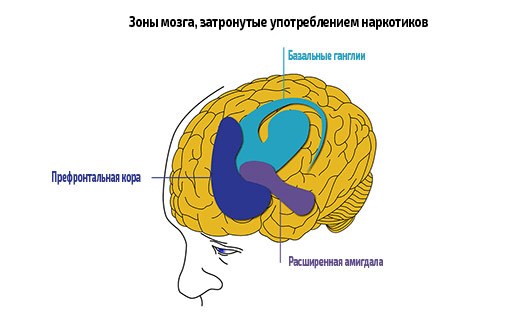 Зоны мозга, затронутые употреблением наркотиков
Базальные ганглии
Префронтальная кора
Расширенная амигдала